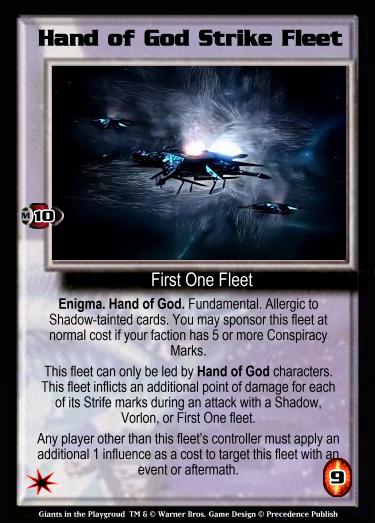 Hand of God Strike Fleet
M 10
First One Fleet
Enigma. Hand of God. Fundamental. Allergic to
Shadow-tainted cards. You may sponsor this fleet at
normal cost if your faction has 5 or more Conspiracy
Marks.
This fleet can only be led by Hand of God characters.
This fleet inflicts an additional point of damage for each
of its Strife marks during an attack with a Shadow,
Vorlon, or First One fleet.
Any player other than this fleet's controller must apply an
additional 1 influence as a cost to target this fleet with an
event or aftermath.
9
Giants in the Playgroud TM & © Warner Bros. Game Design © Precedence Publish